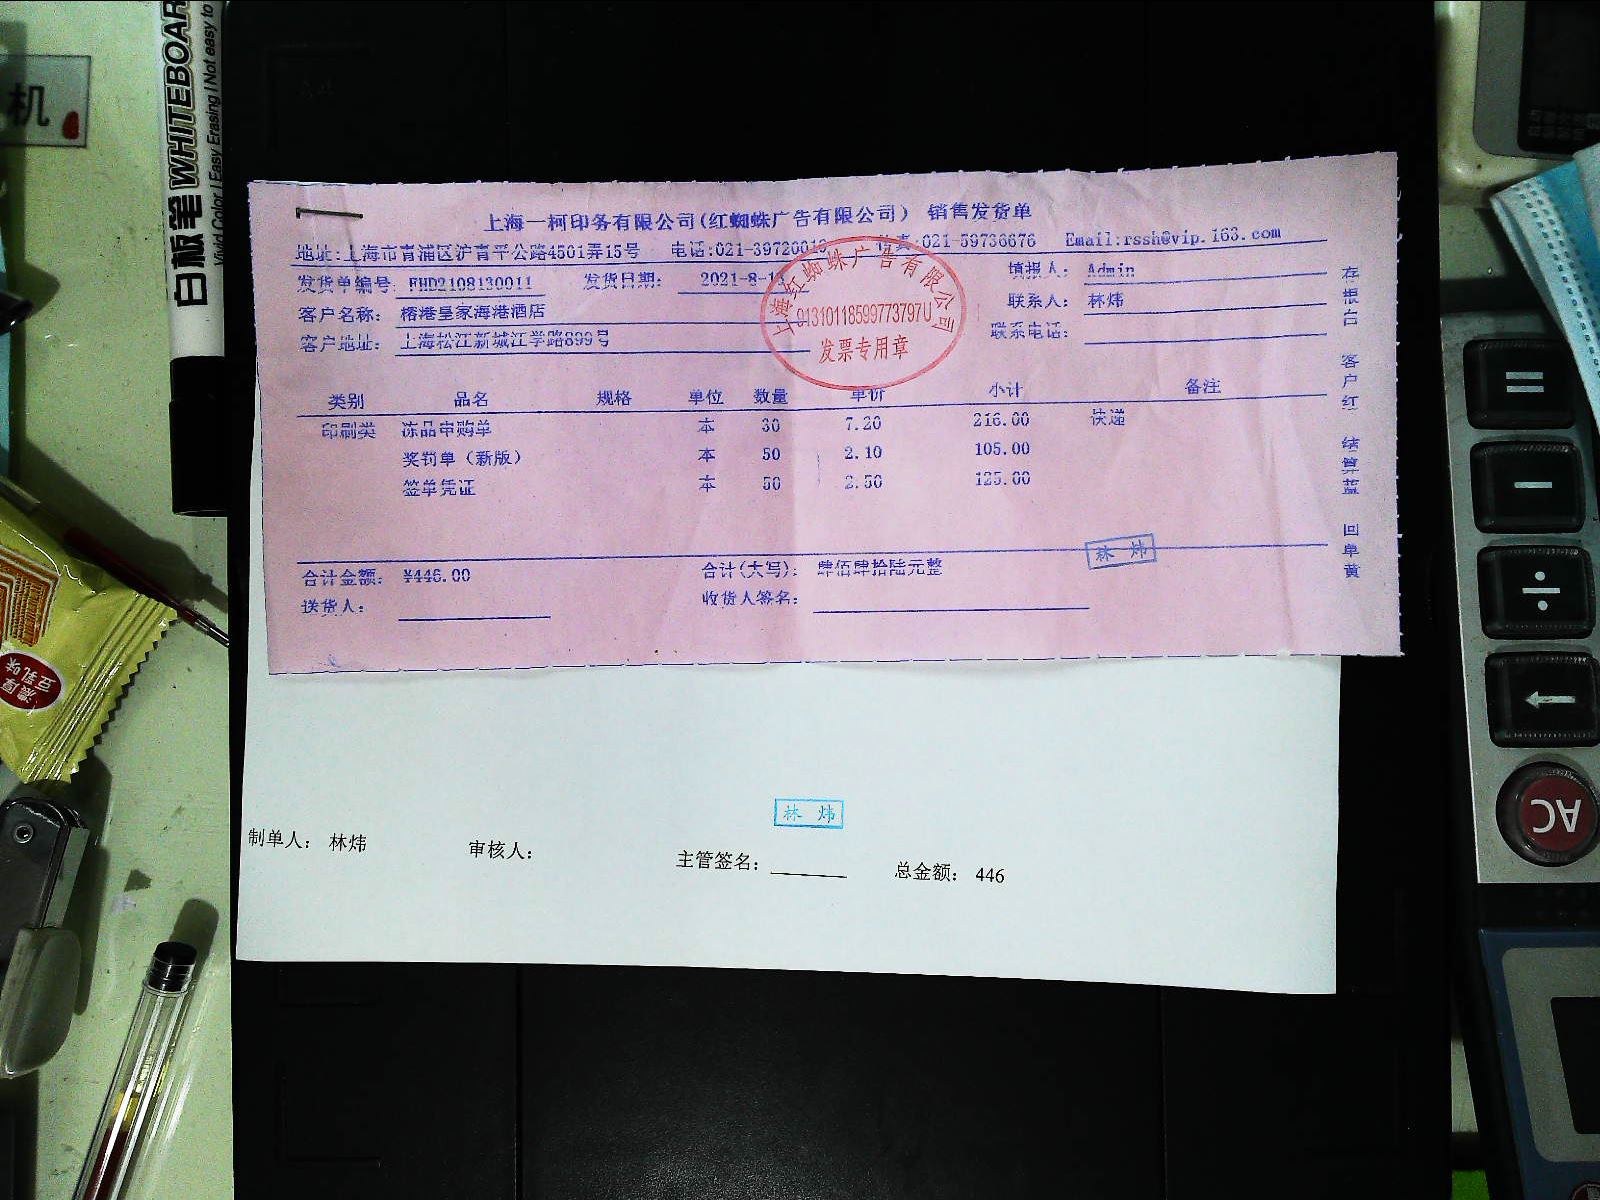 上海一柯印务有限公司(红蜘蛛广告有限公司) 销售发货单
地址:上海市青浦区沪青平公路4501弄15号 电话:021-39720013 传真:021-59736676 Email:rssh@vip.163.com
发货单编号: FHD2108130011 发货日期: 2021-8-1 填报人: Admin
客户名称: 榕港皇家海港酒店 联系人: 林炜
客户地址: 上海松江新城江学路899号 联系电话:
上海红蜘蛛广告有限公司
91310118599773797U
发票专用章
类别 品名 规格 单位 数量 单价 小计 备注
印刷类 冻品申购单 本 30 7.20 216.00 快递
奖罚单(新版) 本 50 2.10 105.00
签单凭证 本 50 2.50 125.00
合计金额: ¥446.00 合计(大写): 肆佰肆拾陆元整
林 炜
送货人: 收货人签名:
存根白 客户红 结算蓝 回单黄
林 炜
制单人: 林炜 审核人: 主管签名: 总金额: 446
白板笔 WHITEBOAR
Vivid Color / Easy Erasing / Not easy to
机
浓厚
豆乳味
AC